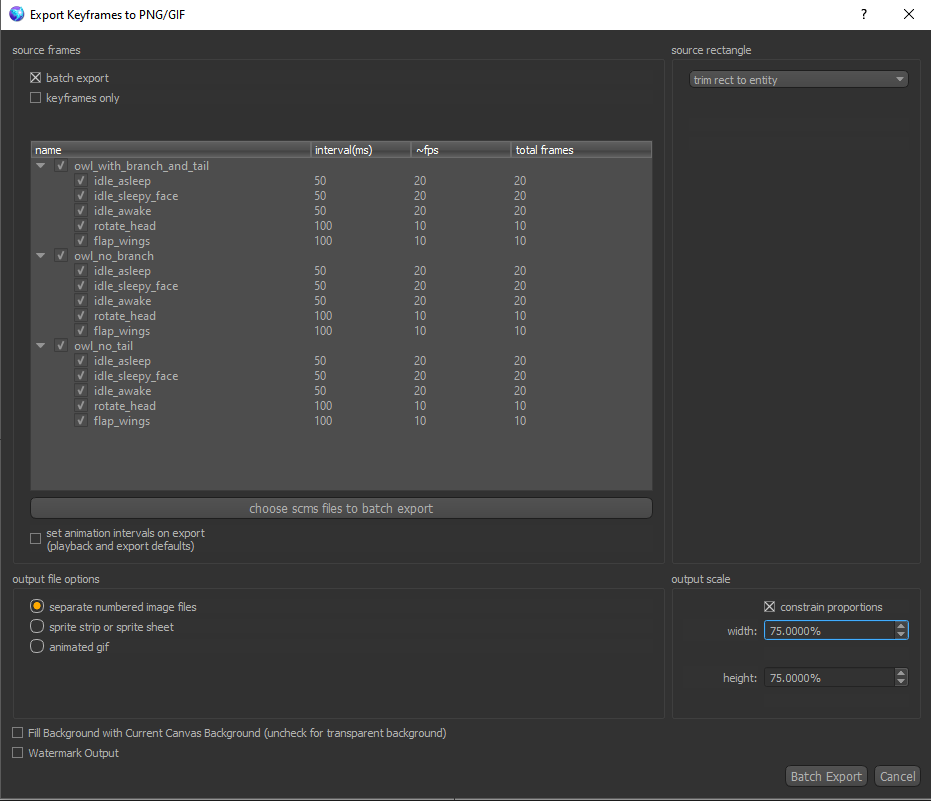 Export Keyframes to PNG/GIF
?
source frames
source rectangle
batch export
trim rect to entity
keyframes only
name interval(ms) ~fps total frames
owl_with_branch_and_tail
idle_asleep 50 20 20
idle_sleepy_face 50 20 20
idle_awake 50 20 20
rotate_head 100 10 10
flap_wings 100 10 10
owl_no_branch
idle_asleep 50 20 20
idle_sleepy_face 50 20 20
idle_awake 50 20 20
rotate_head 100 10 10
flap_wings 100 10 10
owl_no_tail
idle_asleep 50 20 20
idle_sleepy_face 50 20 20
idle_awake 50 20 20
rotate_head 100 10 10
flap_wings 100 10 10
choose scms files to batch export
set animation intervals on export
(playback and export defaults)
output file options
output scale
separate numbered image files
constrain proportions
sprite strip or sprite sheet
width: 75.0000%
animated gif
height: 75.0000%
Fill Background with Current Canvas Background (uncheck for transparent background)
Watermark Output
Batch Export Cancel